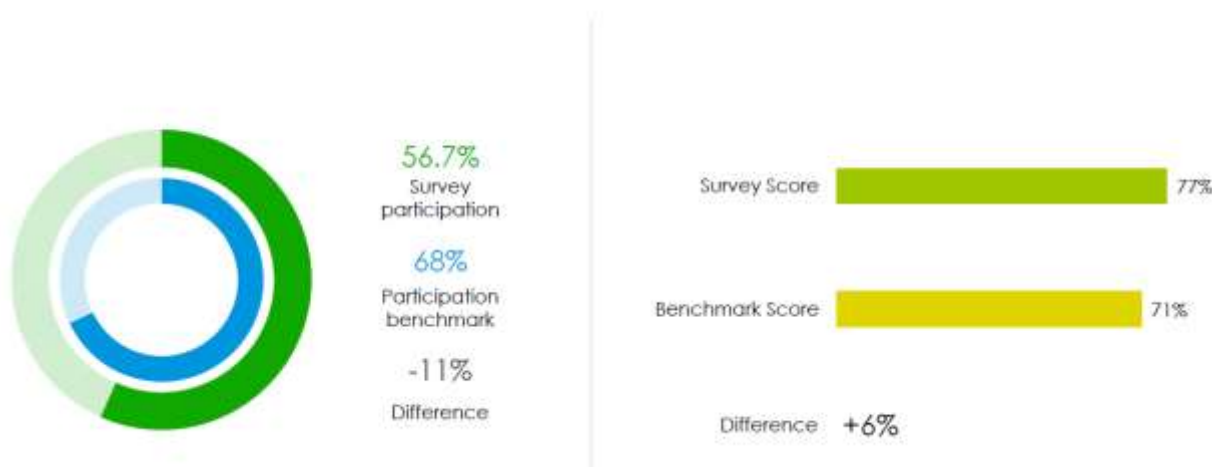 56.7%
Survey
participation
68%
Participation
benchmark
-11%
Difference
Survey Score 77%
Benchmark Score 71%
Difference +6%